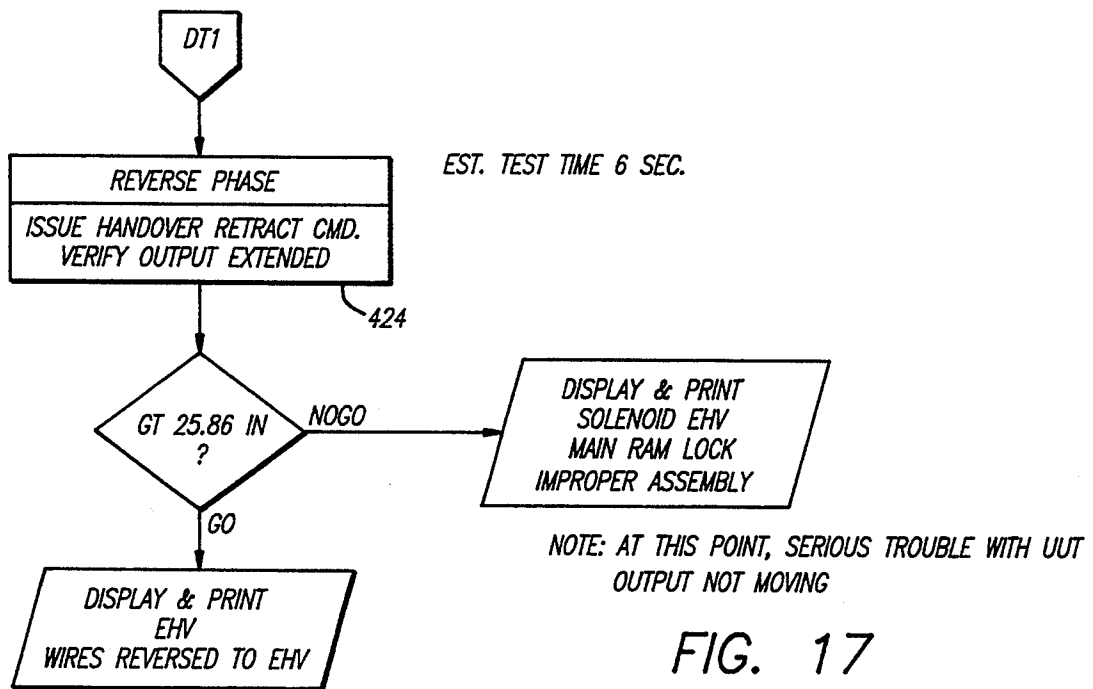 DT1
REVERSE PHASE
EST. TEST TIME 6 SEC.
ISSUE HANDOVER RETRACT CMD.
VERIFY OUTPUT EXTENDED
424
GT 25.86 IN
?
NOGO
DISPLAY & PRINT
SOLENOID EHV
MAIN RAM LOCK
IMPROPER ASSEMBLY
GO
NOTE: AT THIS POINT, SERIOUS TROUBLE WITH UUT
OUTPUT NOT MOVING
DISPLAY & PRINT
EHV
WIRES REVERSED TO EHV
FIG. 17